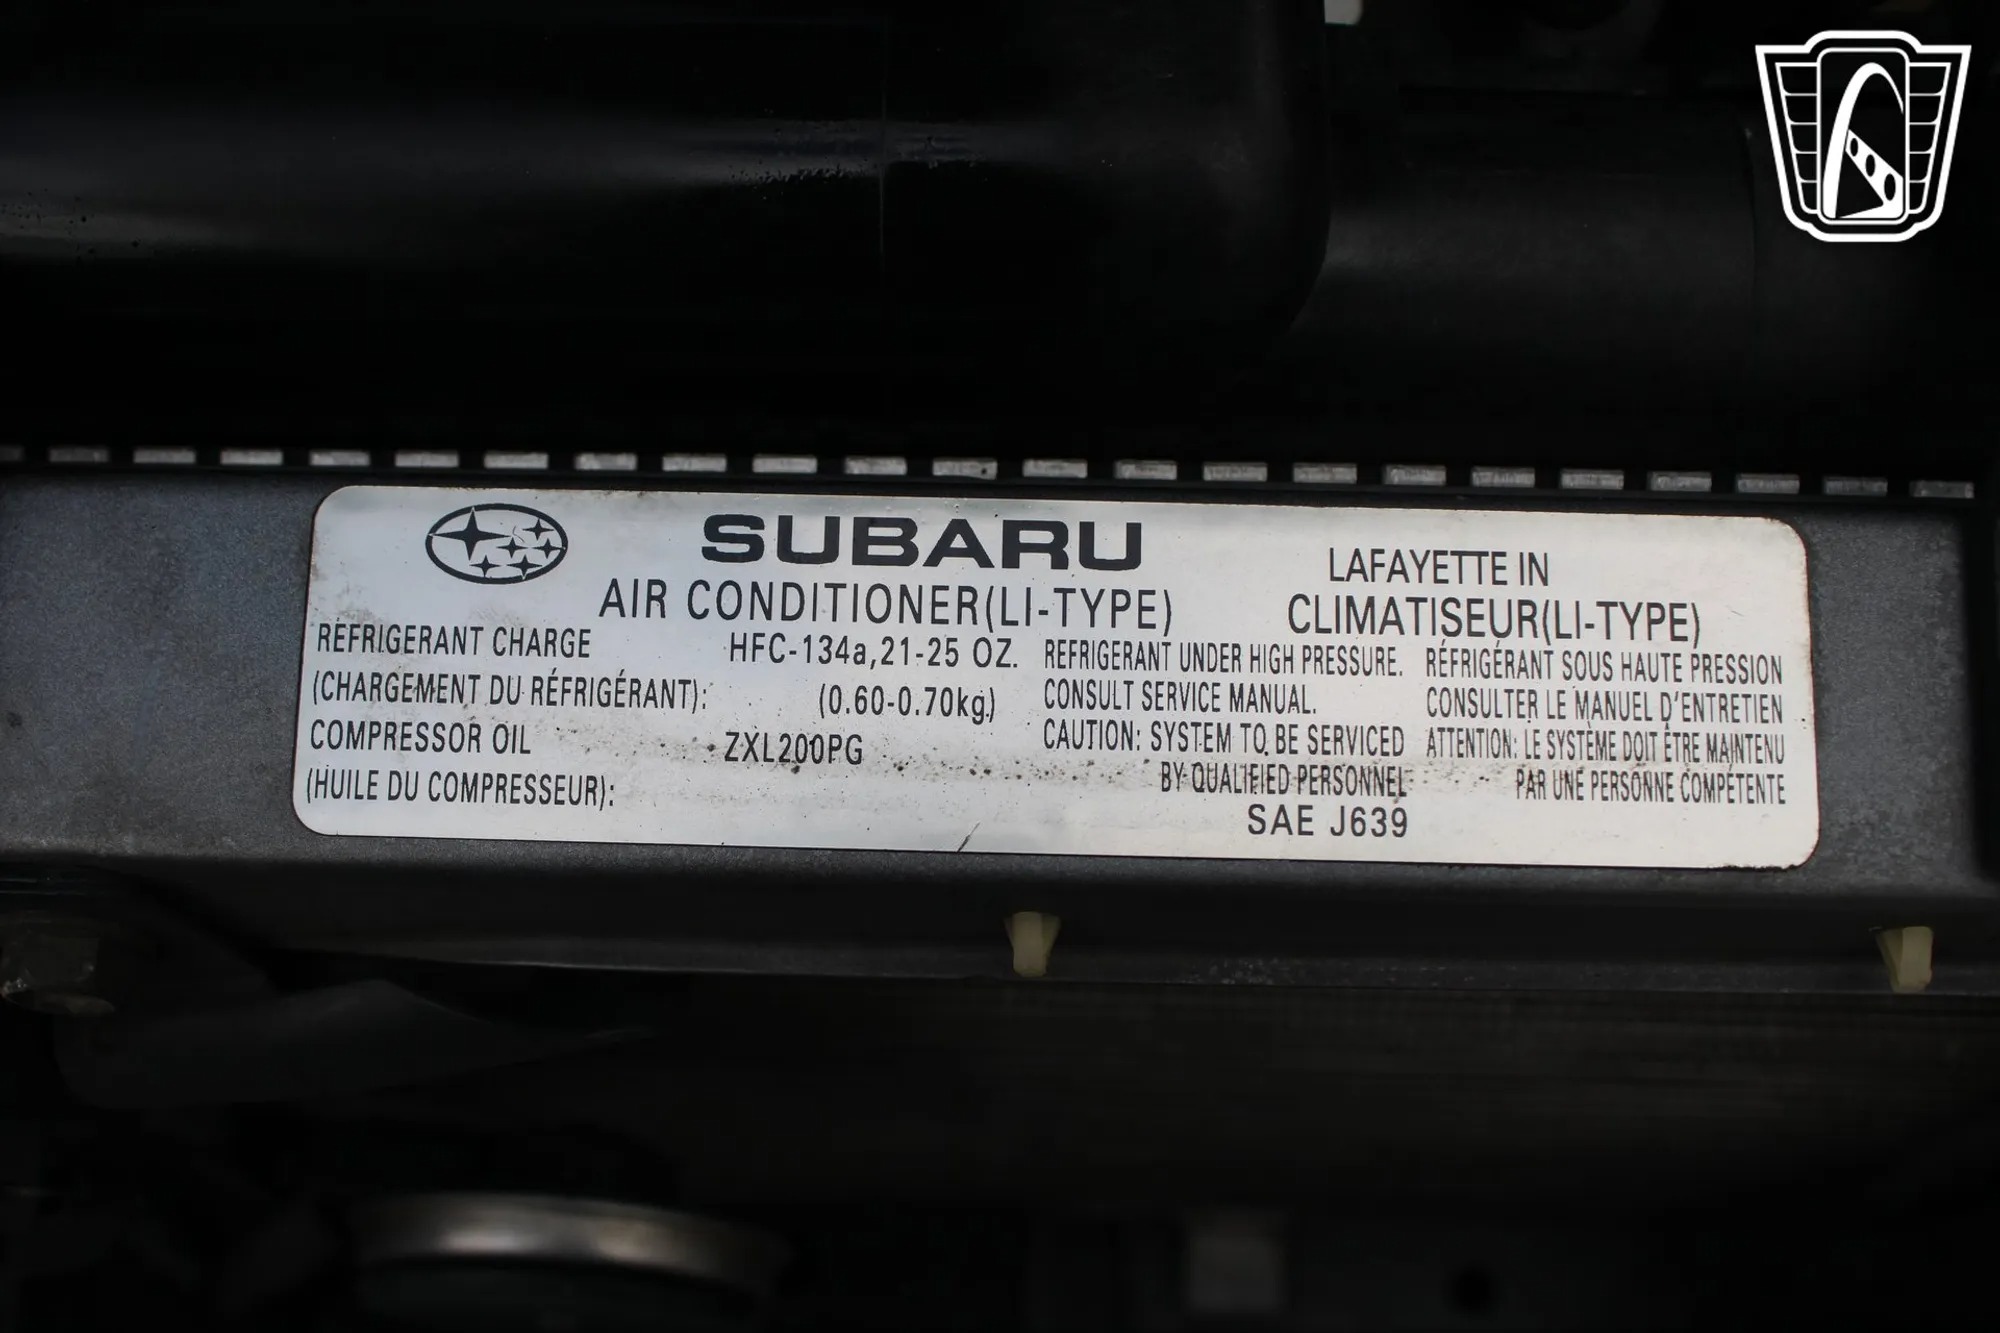 SUBARU
AIR CONDITIONER(LI-TYPE)
LAFAYETTE IN
CLIMATISEUR(LI-TYPE)
REFRIGERANT CHARGE HFC-134a,21-25 OZ.
(CHARGEMENT DU RÉFRIGÉRANT): (0.60-0.70kg.)
COMPRESSOR OIL ZXL200PG
(HUILE DU COMPRESSEUR):
REFRIGERANT UNDER HIGH PRESSURE.
CONSULT SERVICE MANUAL.
CAUTION: SYSTEM TO BE SERVICED
BY QUALIFIED PERSONNEL
SAE J639
RÉFRIGÉRANT SOUS HAUTE PRESSION
CONSULTER LE MANUEL D'ENTRETIEN
ATTENTION: LE SYSTÈME DOIT ÊTRE MAINTENU
PAR UNE PERSONNE COMPÉTENTE